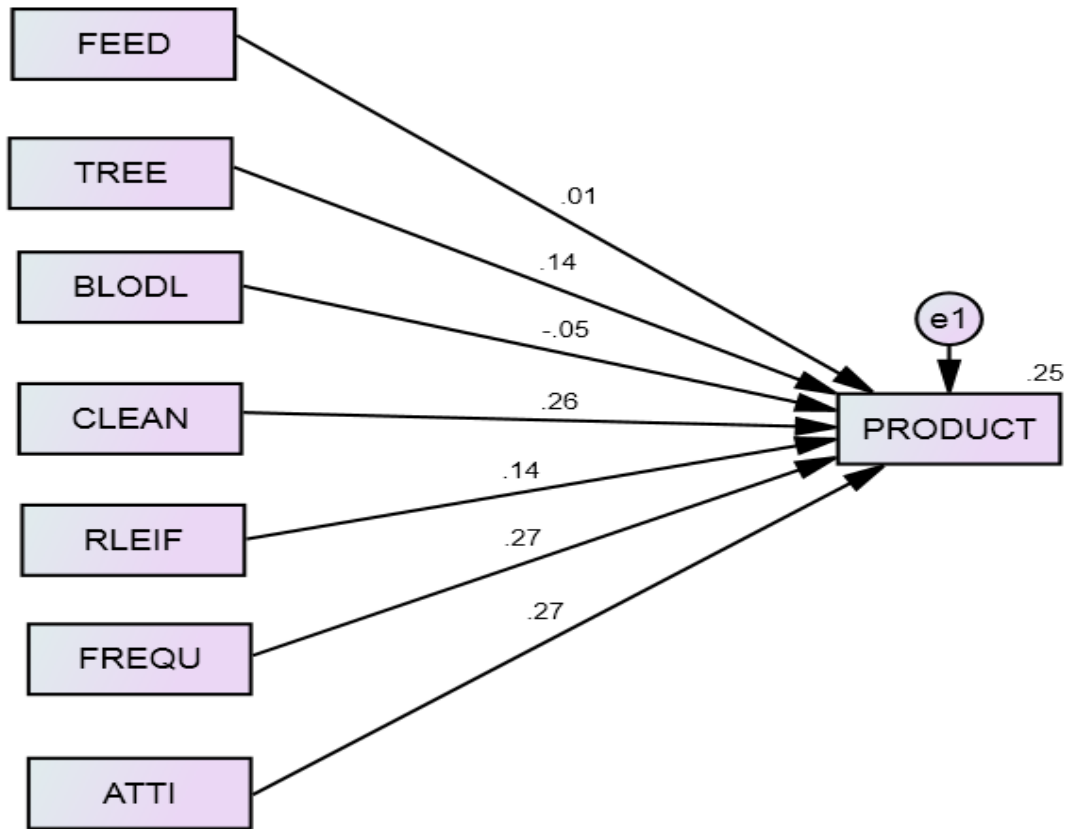 FEED
TREE
BLODL
CLEAN
RLEIF
FREQU
ATTI
.01
.14
-.05
.26
.14
.27
.27
e1
.25
PRODUCT